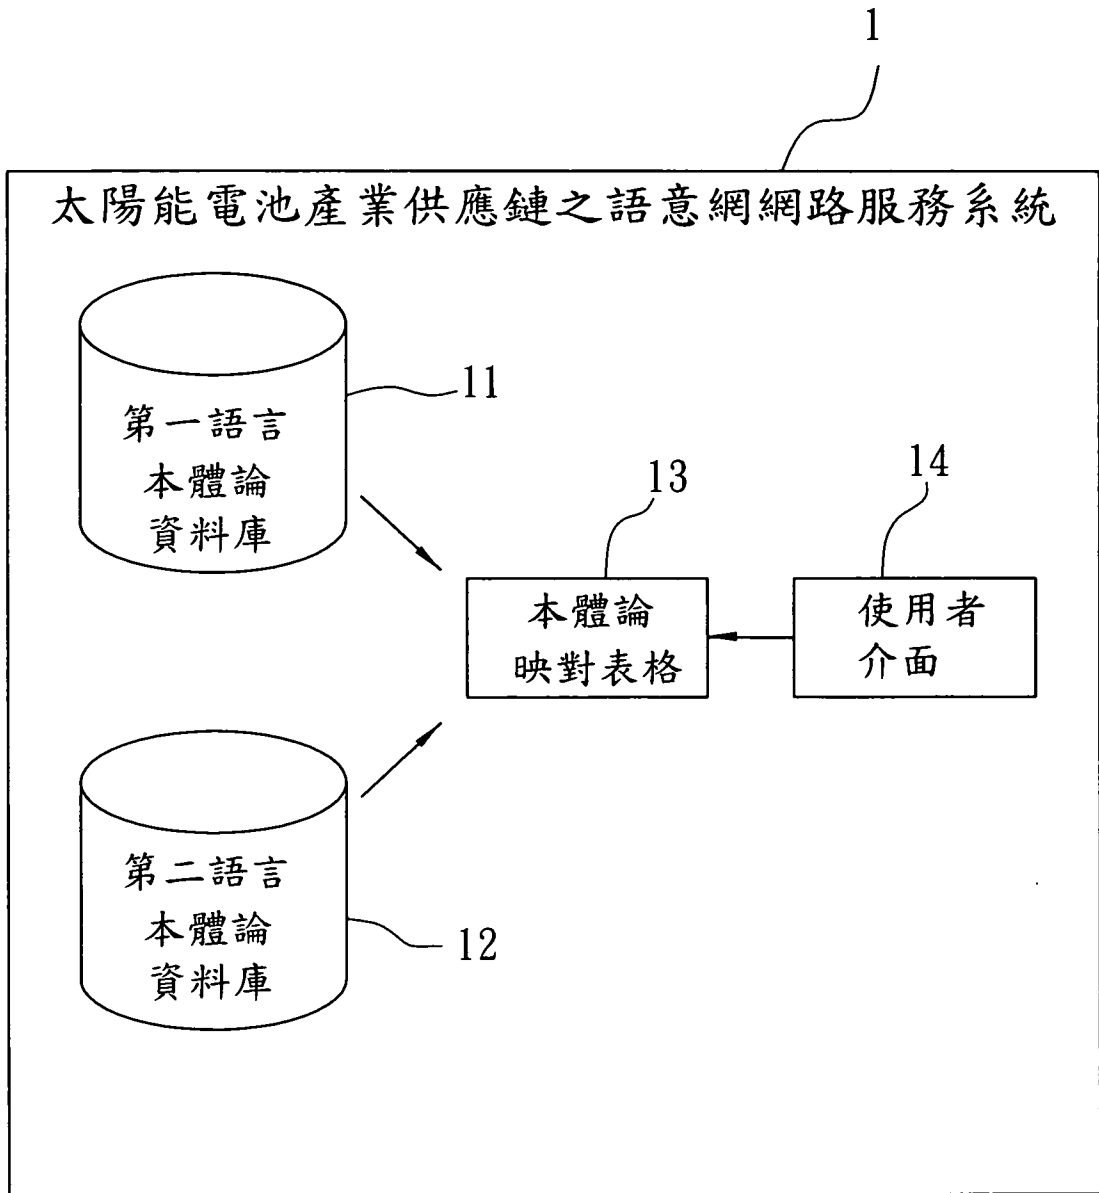 1
太陽能電池產業供應鏈之語意網網路服務系統
11
第一語言
本體論
資料庫
13
14
本體論
映對表格
使用者
介面
第二語言
本體論
資料庫
12